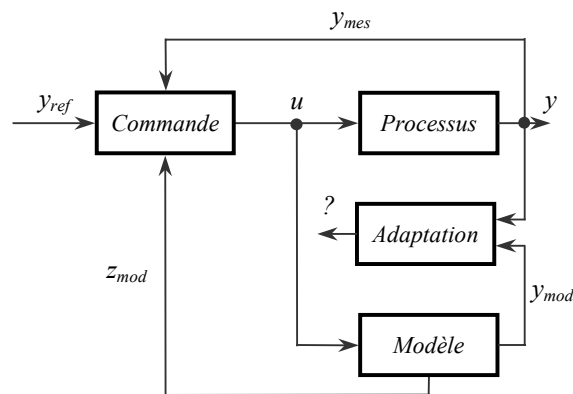 y_mes
y_ref
Commande
u
Processus
y
?
Adaptation
z_mod
y_mod
Modèle